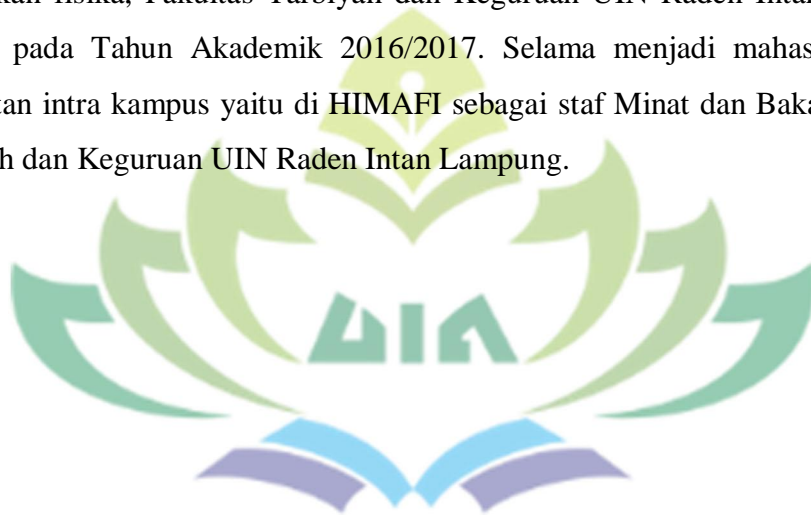 kan fisika, Fakultas Tarbiyah dan Keguruan UIN Raden Intan
pada Tahun Akademik 2016/2017. Selama menjadi mahas
tan intra kampus yaitu di HIMAFI sebagai staf Minat dan Baka
h dan Keguruan UIN Raden Intan Lampung.
UIN